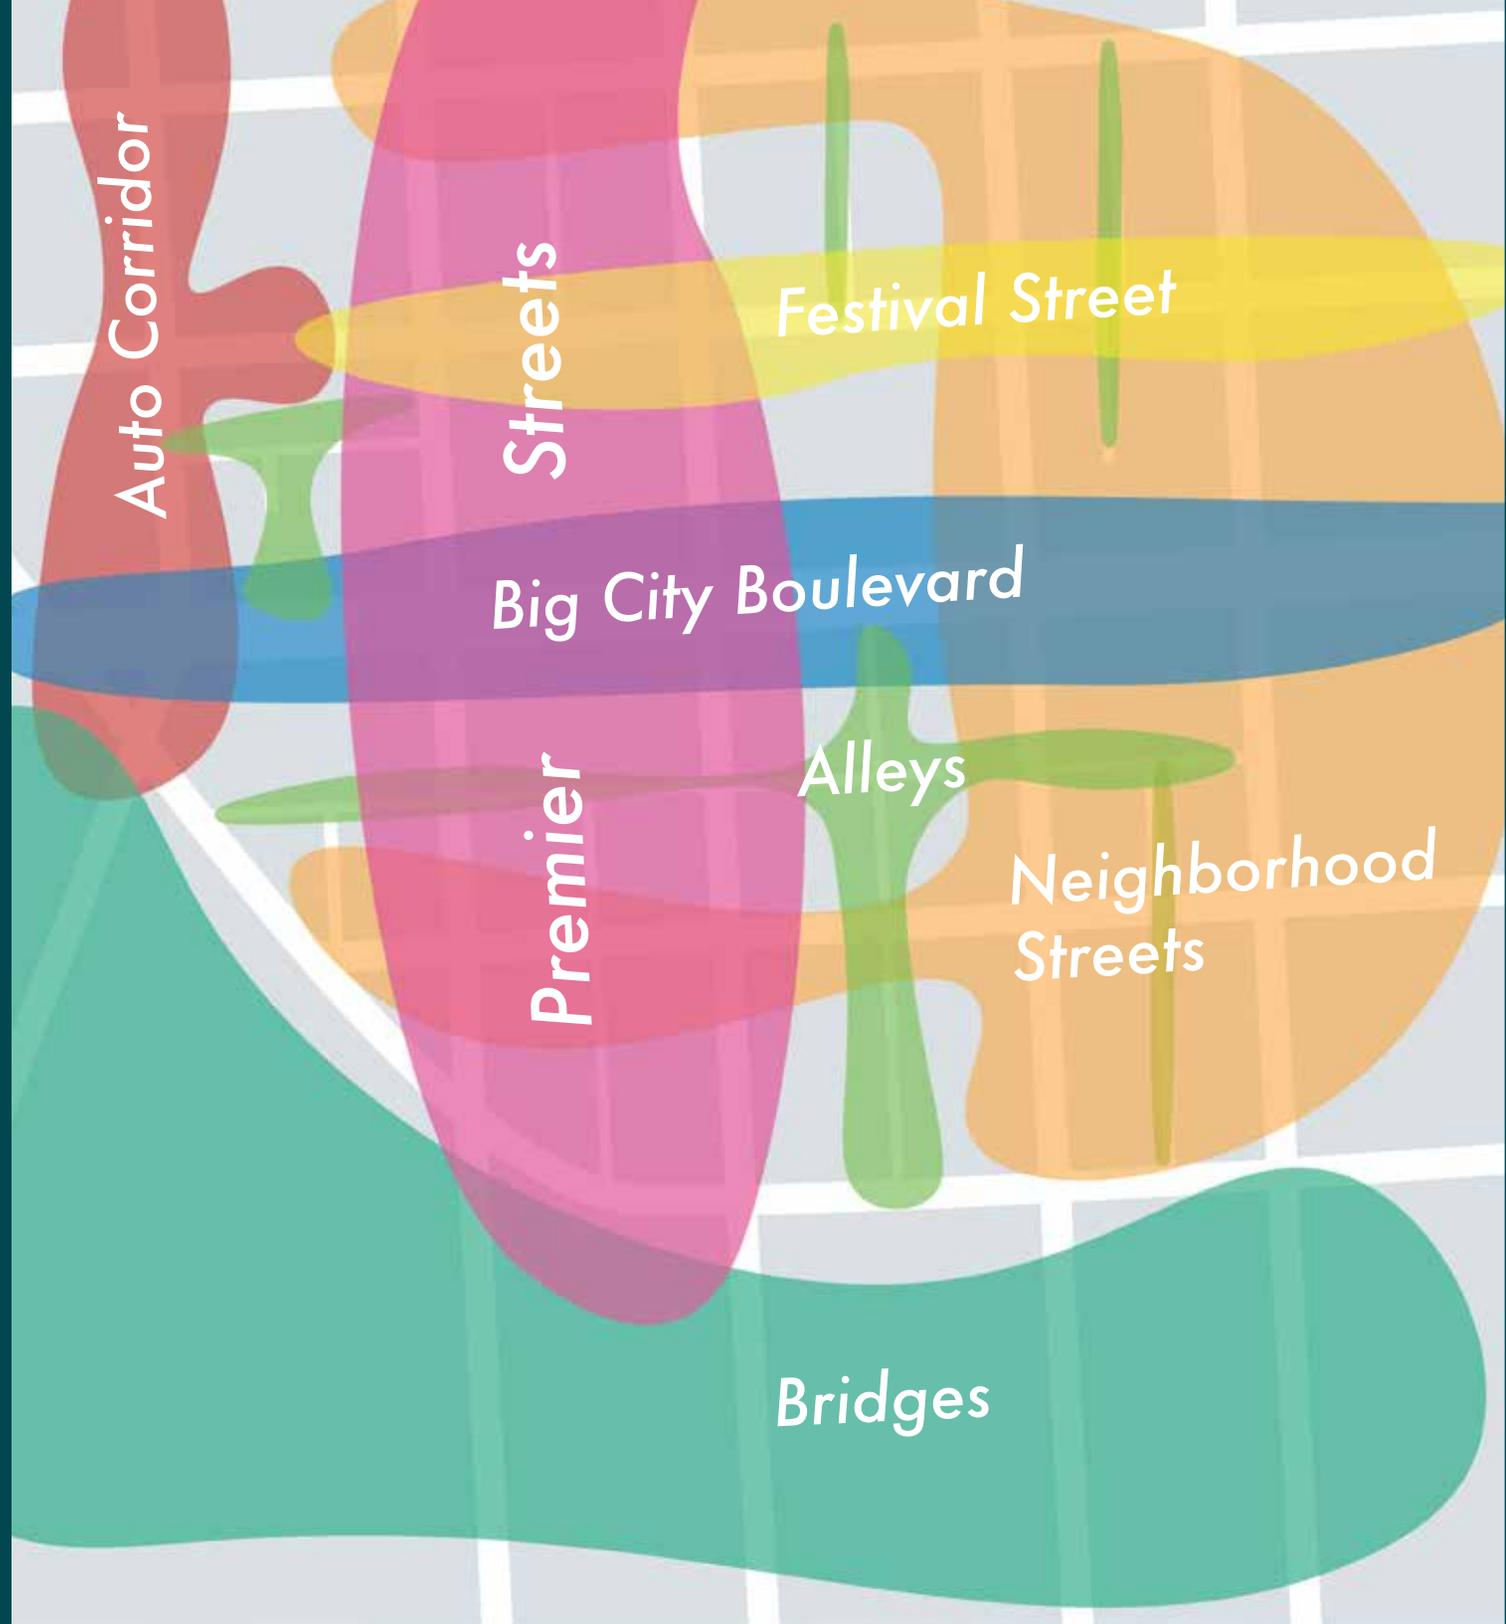 Auto Corridor
Premier Streets
Festival Street
Big City Boulevard
Alleys
Neighborhood
Streets
Bridges